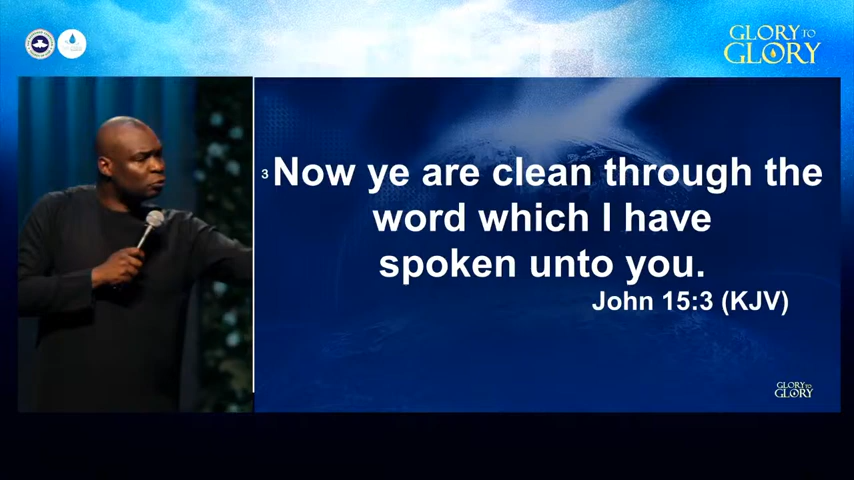 GLORY TO
GLORY
3 Now ye are clean through the
word which I have
spoken unto you.
John 15:3 (KJV)
GLORY TO
GLORY